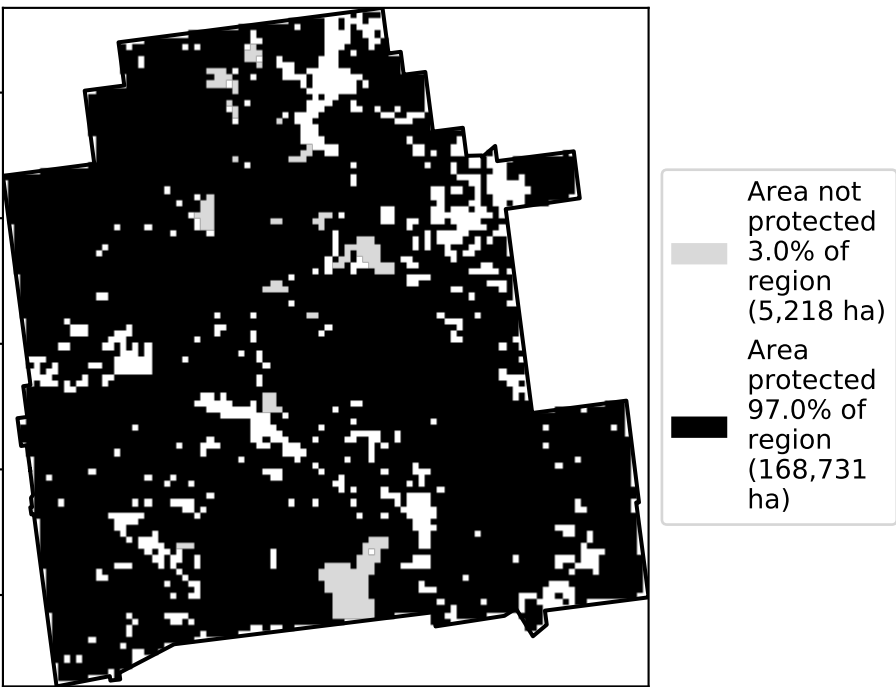 Area not
protected
3.0% of
region
(5,218 ha)
Area
protected
97.0% of
region
(168,731
ha)